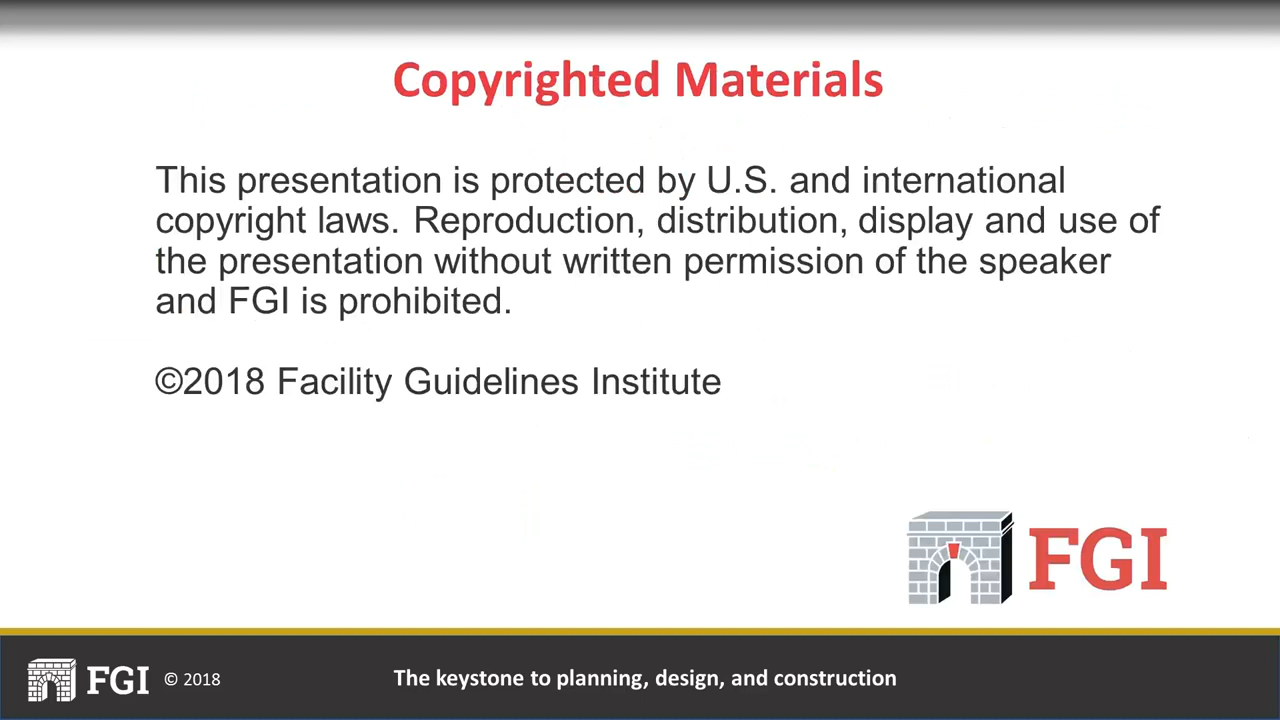 Copyrighted Materials
This presentation is protected by U.S. and international
copyright laws. Reproduction, distribution, display and use of
the presentation without written permission of the speaker
and FGI is prohibited.
©2018 Facility Guidelines Institute
FGI
FGI © 2018
The keystone to planning, design, and construction